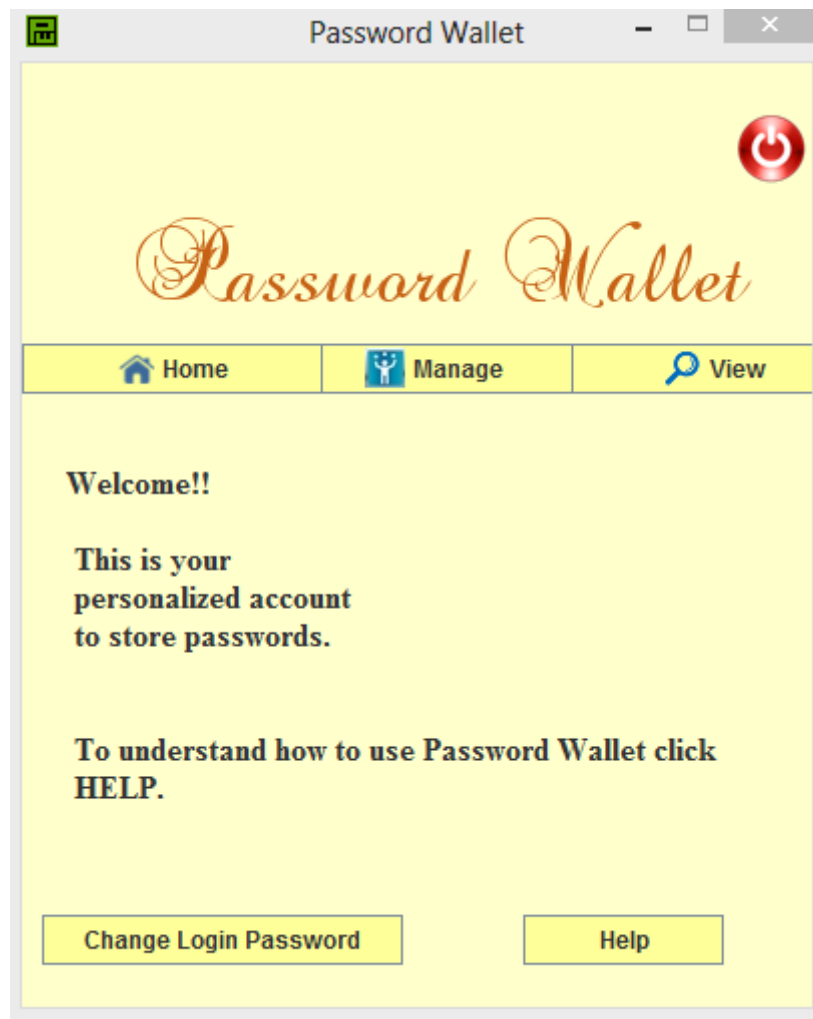 Password Wallet
Password Wallet
Home Manage View
Welcome!!
This is your
personalized account
to store passwords.
To understand how to use Password Wallet click
HELP.
Change Login Password Help